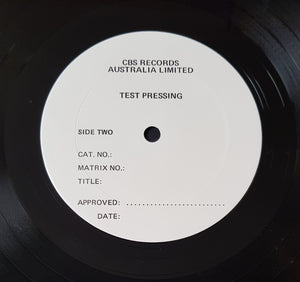 CBS RECORDS
AUSTRALIA LIMITED
TEST PRESSING
SIDE TWO
CAT. NO.:
MATRIX NO.:
TITLE:
APPROVED: ........................
DATE: